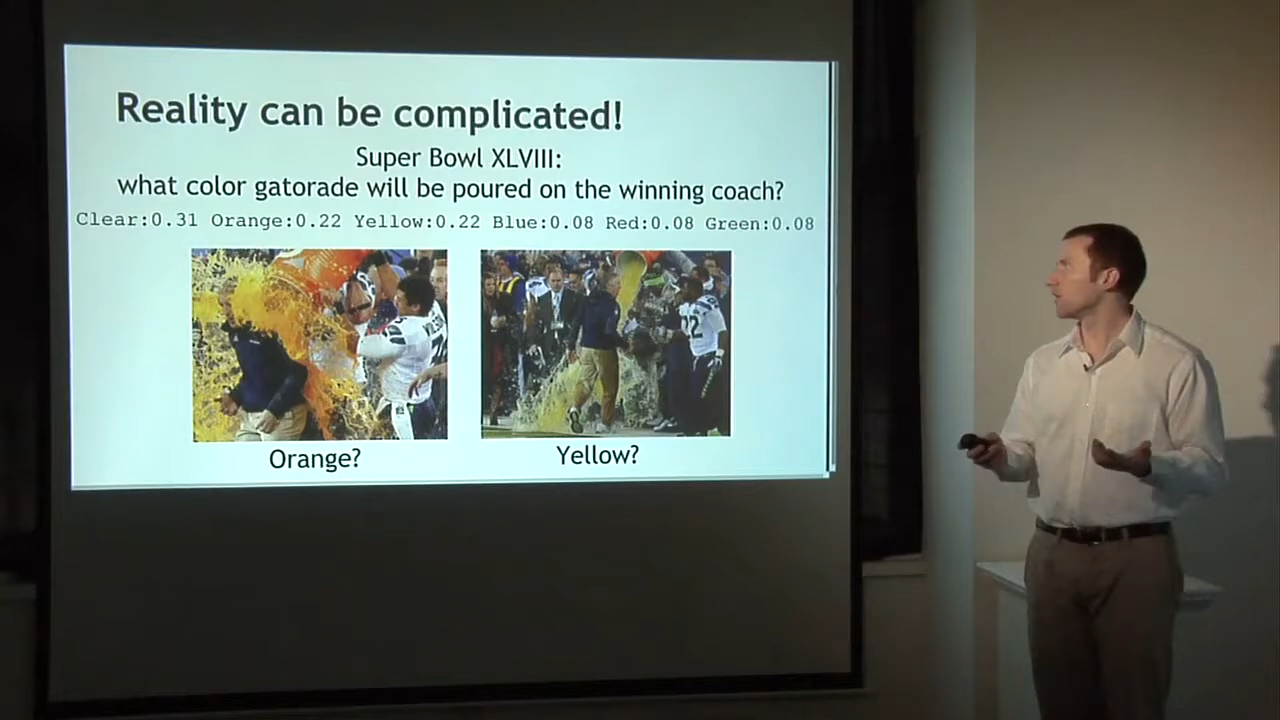 Reality can be complicated!
Super Bowl XLVIII:
what color gatorade will be poured on the winning coach?
Clear:0.31 Orange:0.22 Yellow:0.22 Blue:0.08 Red:0.08 Green:0.08
Orange?
Yellow?